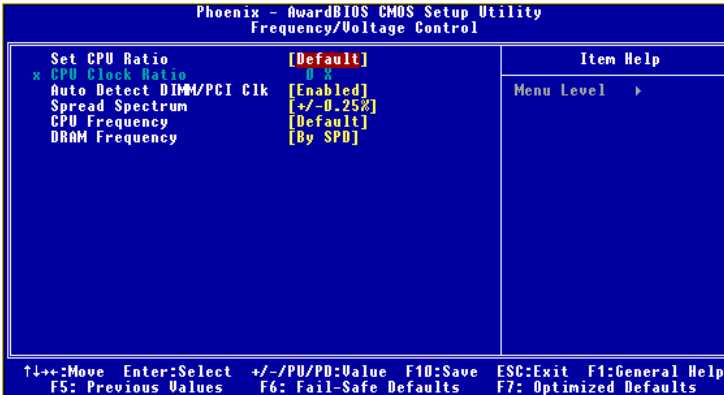 Phoenix - AwardBIOS CMOS Setup Utility
Frequency/Voltage Control
Set CPU Ratio [Default]
x CPU Clock Ratio 0 X
Auto Detect DIMM/PCI Clk [Enabled]
Spread Spectrum [+/-0.25%]
CPU Frequency [Default]
DRAM Frequency [By SPD]
Item Help
Menu Level ▸
↑↓→←:Move Enter:Select +/-/PU/PD:Value F10:Save ESC:Exit F1:General Help
F5: Previous Values F6: Fail-Safe Defaults F7: Optimized Defaults